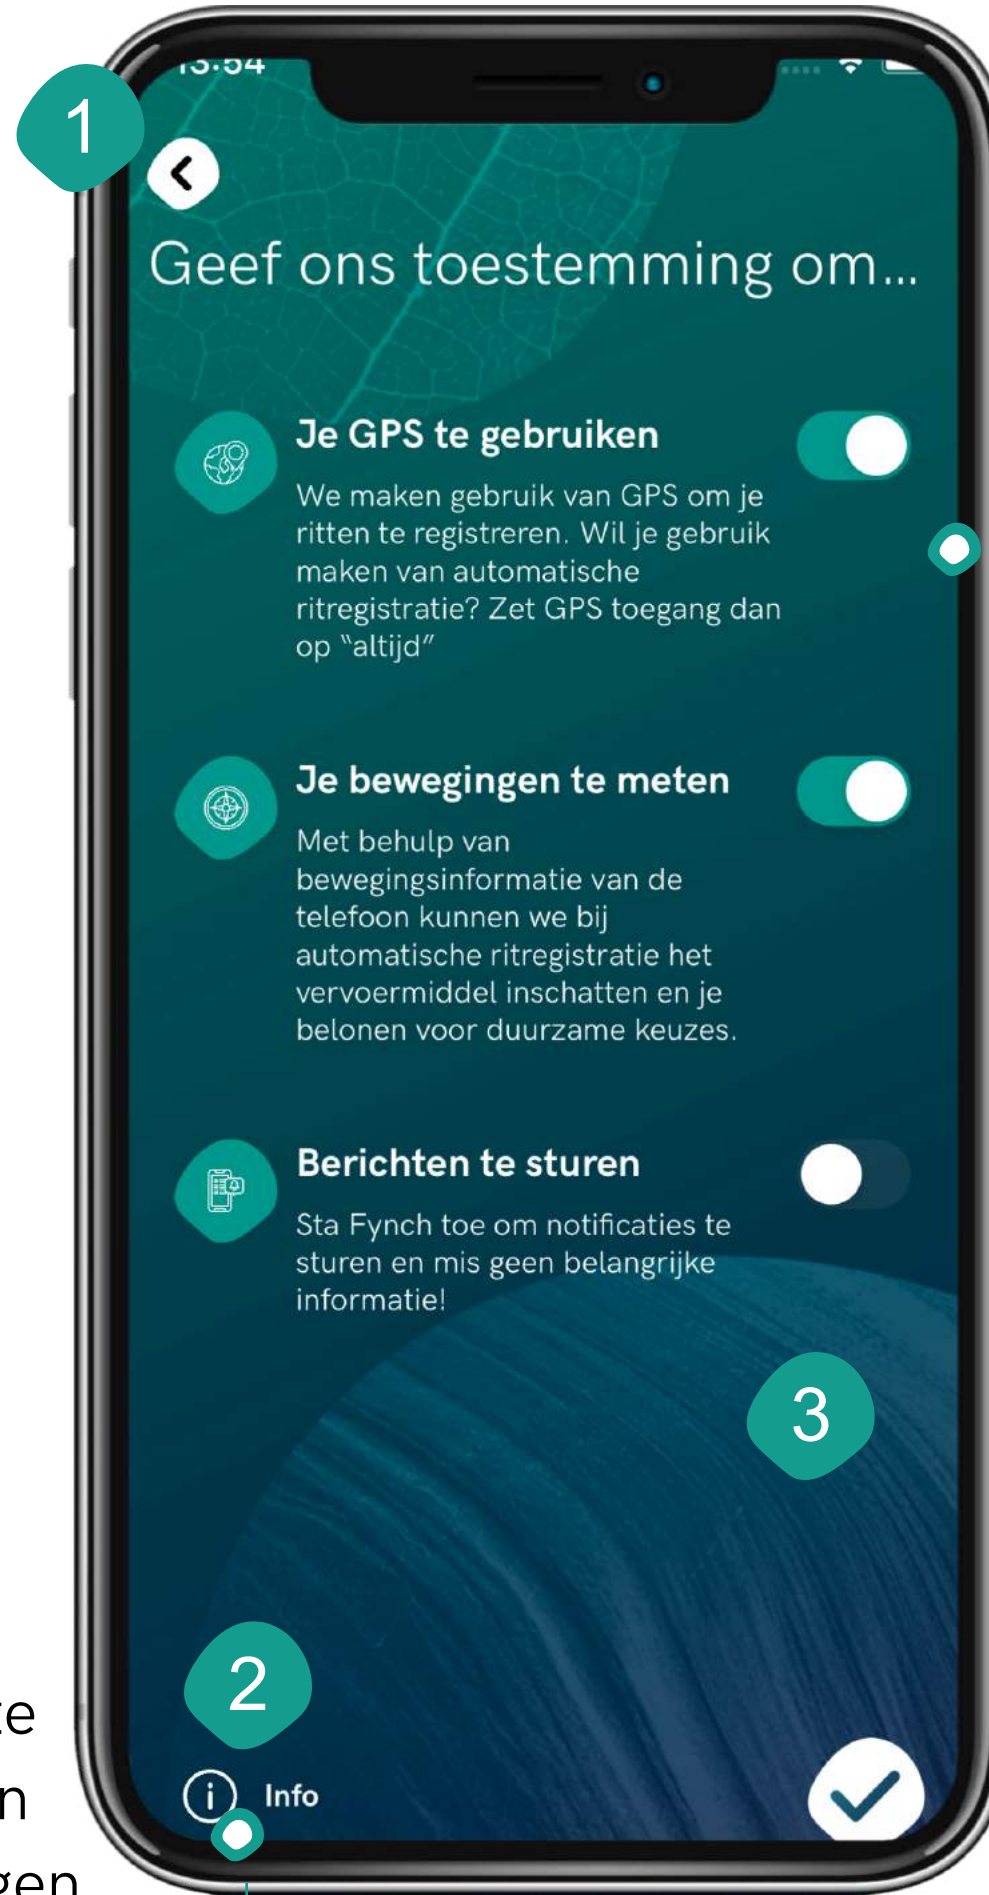 13:54
1
Geef ons toestemming om...
Je GPS te gebruiken
We maken gebruik van GPS om je
ritten te registreren. Wil je gebruik
maken van automatische
ritregistratie? Zet GPS toegang dan
op “altijd”
Je bewegingen te meten
Met behulp van
bewegingsinformatie van de
telefoon kunnen we bij
automatische ritregistratie het
vervoermiddel inschatten en je
belonen voor duurzame keuzes.
Berichten te sturen
Sta Fynch toe om notificaties te
sturen en mis geen belangrijke
informatie!
3
2
Info